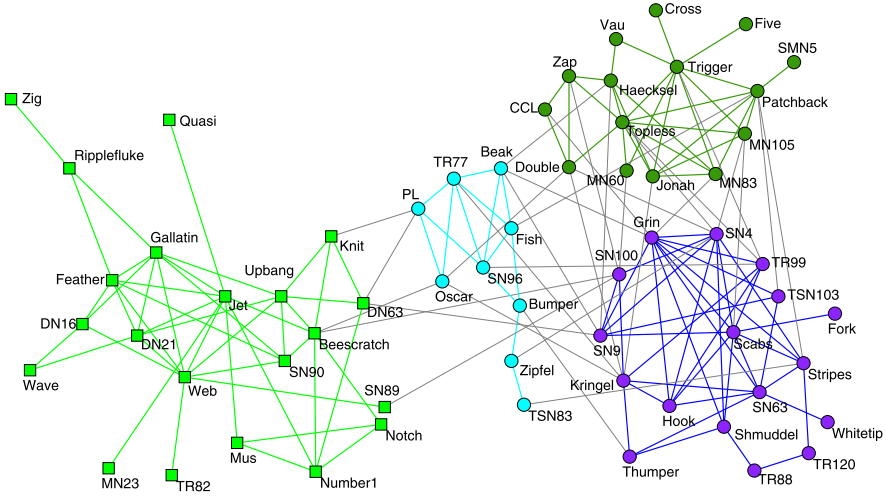 Cross
Vau
Five
SMN5
Zap
Trigger
Haecksel
Patchback
Zig
CCL
Topless
Quasi
MN105
Ripplefluke
Beak
TR77
Double
MN60
Jonah
MN83
PL
Grin
SN4
Gallatin
Knit
Fish
SN100
TR99
Feather
Upbang
SN96
Oscar
TSN103
Jet
DN63
Bumper
Fork
DN16
DN21
Beescratch
SN9
Scabs
Wave
SN90
Zipfel
Stripes
Web
SN89
Kringel
TSN83
Hook
SN63
Notch
Shmuddel
Whitetip
Mus
Thumper
TR120
MN23
TR82
Number1
TR88